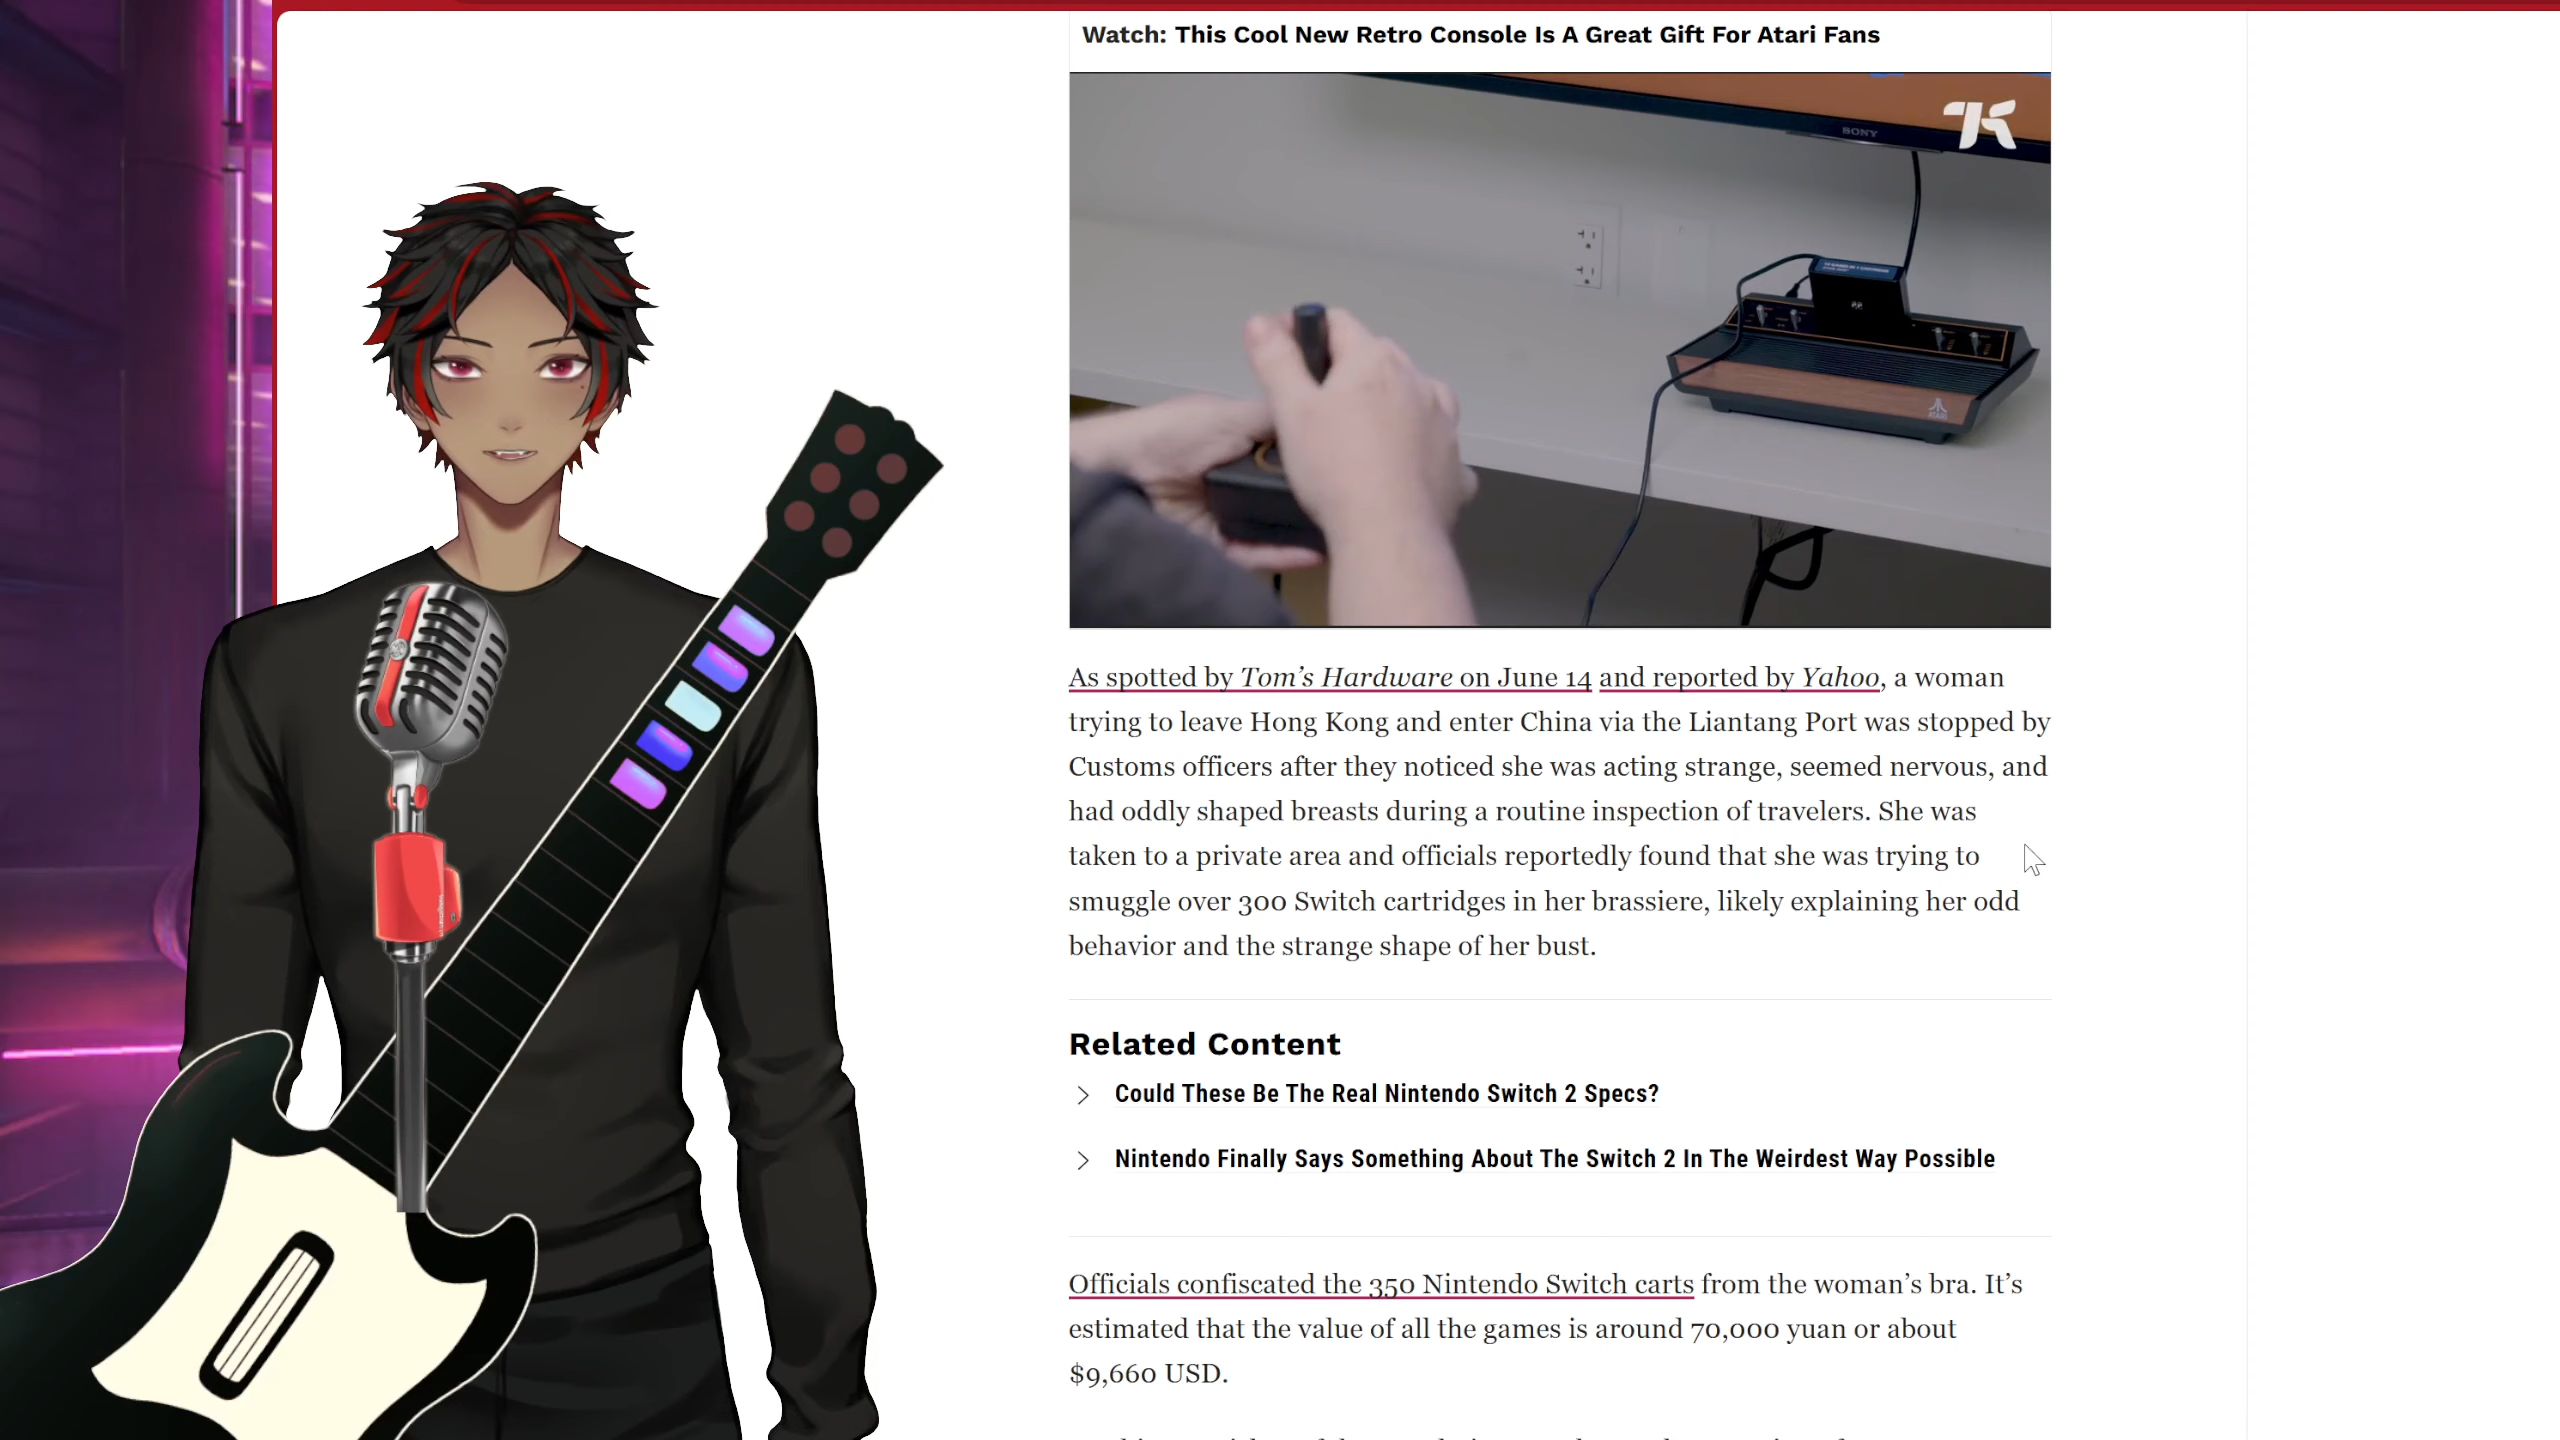 Watch: This Cool New Retro Console Is A Great Gift For Atari Fans
SONY
ATARI
As spotted by Tom’s Hardware on June 14 and reported by Yahoo, a woman
trying to leave Hong Kong and enter China via the Liantang Port was stopped by
Customs officers after they noticed she was acting strange, seemed nervous, and
had oddly shaped breasts during a routine inspection of travelers. She was
taken to a private area and officials reportedly found that she was trying to
smuggle over 300 Switch cartridges in her brassiere, likely explaining her odd
behavior and the strange shape of her bust.
Related Content
Could These Be The Real Nintendo Switch 2 Specs?
Nintendo Finally Says Something About The Switch 2 In The Weirdest Way Possible
Officials confiscated the 350 Nintendo Switch carts from the woman’s bra. It’s
estimated that the value of all the games is around 70,000 yuan or about
$9,660 USD.